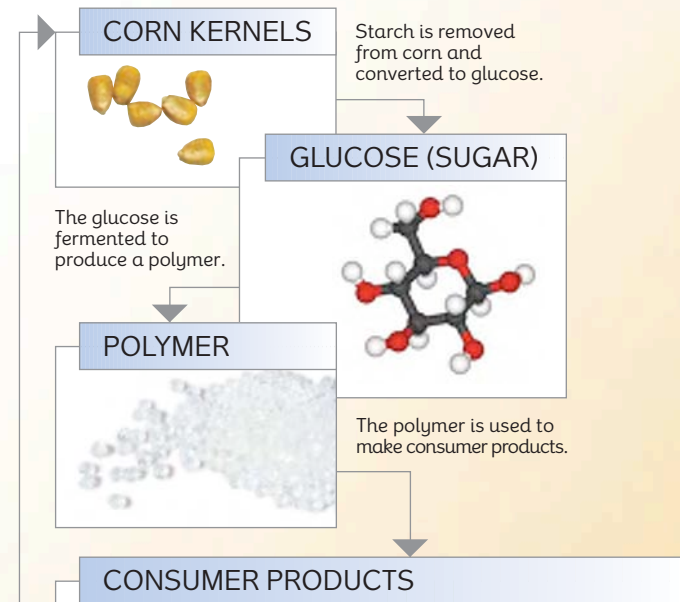 CORN KERNELS
Starch is removed
from corn and
converted to glucose.
GLUCOSE (SUGAR)
The glucose is
fermented to
produce a polymer.
POLYMER
The polymer is used to
make consumer products.
CONSUMER PRODUCTS